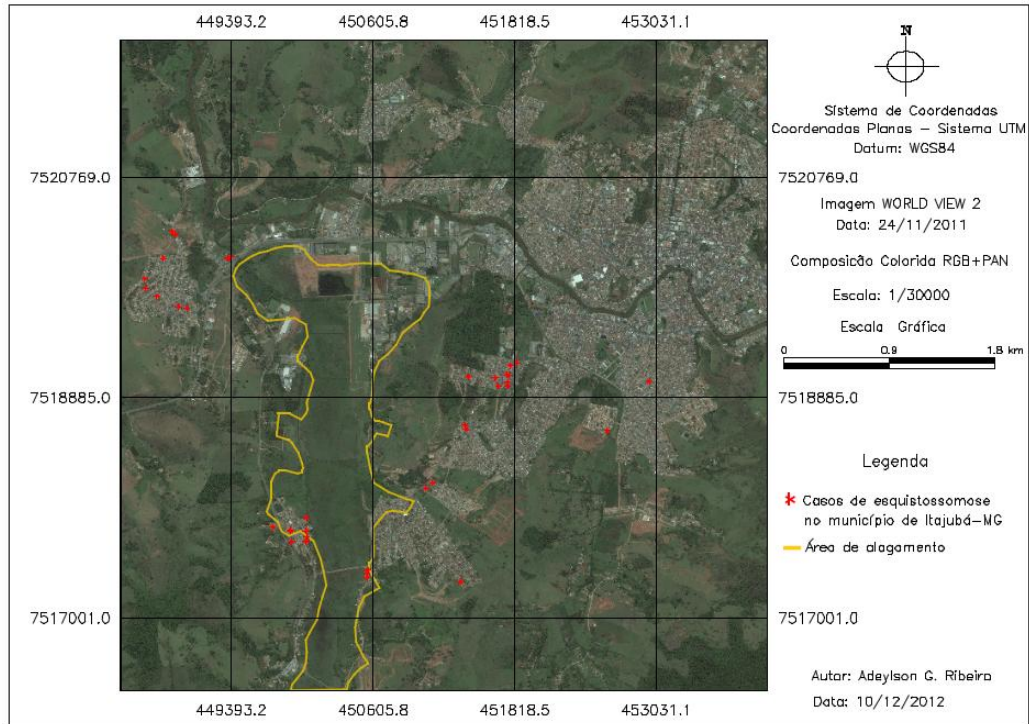 449393.2 450605.8 451818.5 453031.1
N
Sistema de Coordenadas
Coordenadas Planas - Sistema UTM
Datum: WGS84
7520769.0 7520769.0
Imagem WORLD VIEW 2
Data: 24/11/2011
Composição Colorida RGB+PAN
Escala: 1/30000
Escala Gráfica
0 0.9 1.8 km
7518885.0 7518885.0
Legenda
Casos de esquistossomose
no município de Itajubá-MG
Área de alagamento
7517001.0 7517001.0
Autor: Adeylson G. Ribeiro
Data: 10/12/2012
449393.2 450605.8 451818.5 453031.1